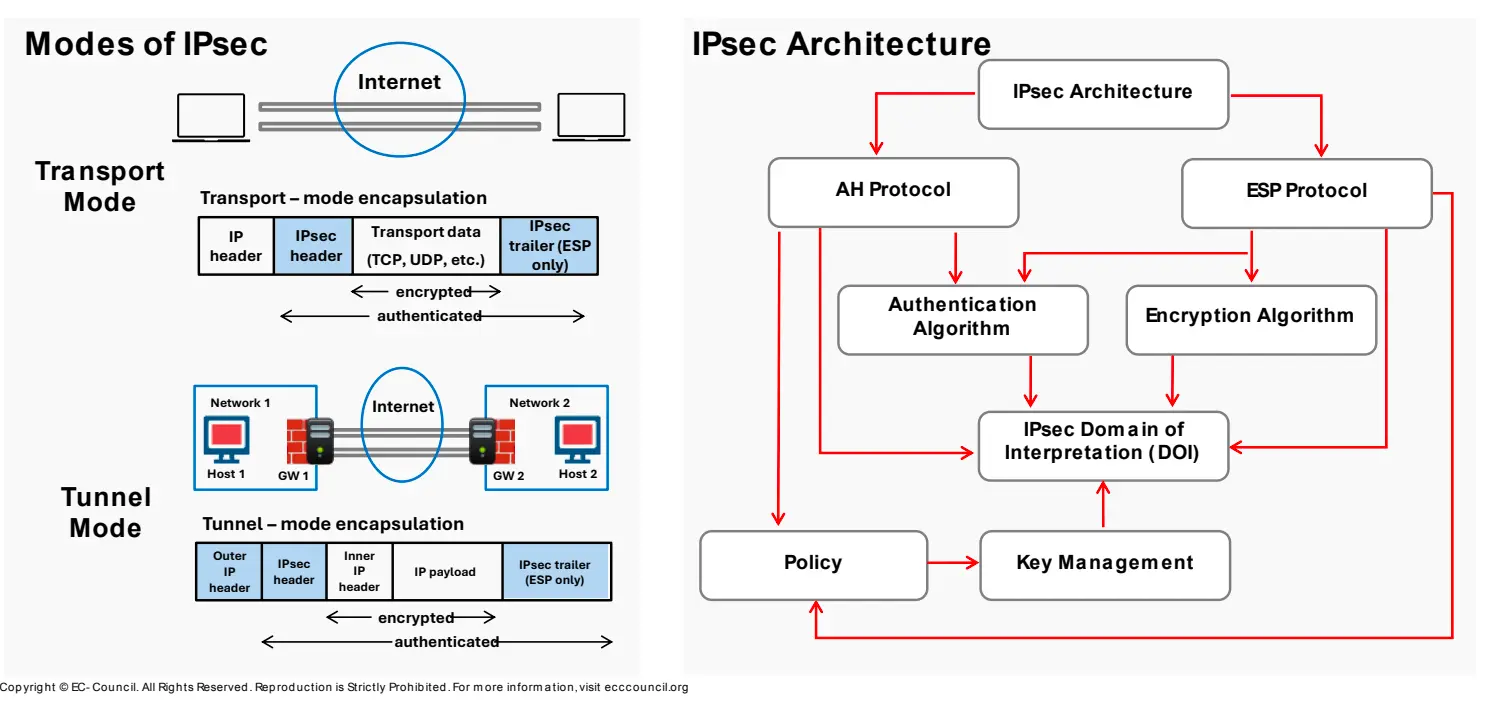 Modes of IPsec
Internet
Transport
Mode
Transport – mode encapsulation
IP
header
IPsec
header
Transport data
(TCP, UDP, etc.)
IPsec
trailer (ESP
only)
encrypted
authenticated
Network 1
Host 1
GW 1
Internet
Network 2
GW 2
Host 2
Tunnel
Mode
Tunnel – mode encapsulation
Outer
IP
header
IPsec
header
Inner
IP
header
IP payload
IPsec trailer
(ESP only)
encrypted
authenticated
IPsec Architecture
IPsec Architecture
AH Protocol
ESP Protocol
Authentication
Algorithm
Encryption Algorithm
IPsec Domain of
Interpretation (DOI)
Policy
Key Management
Copyright © EC- Council. All Rights Reserved. Reproduction is Strictly Prohibited. For more information, visit ecccouncil.org